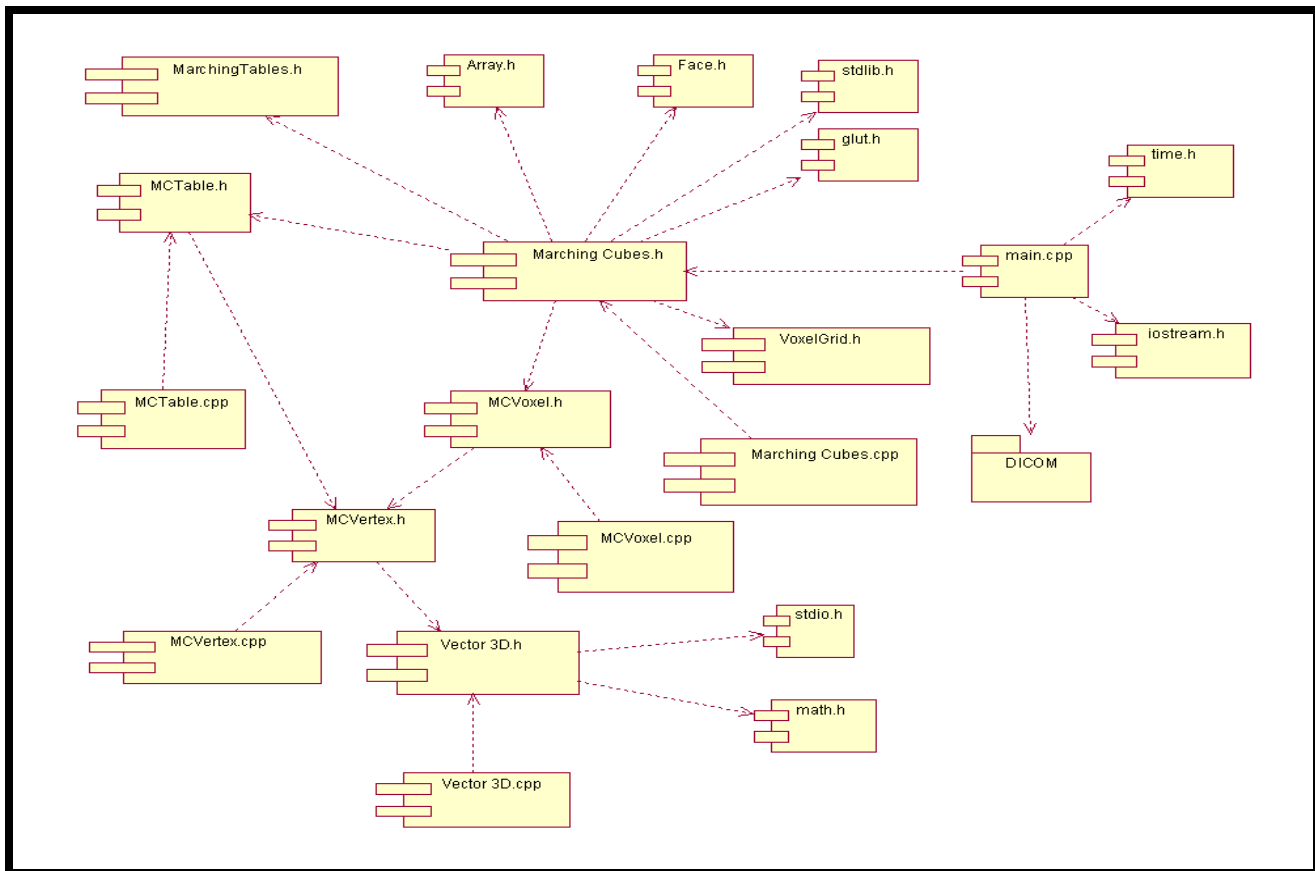 MarchingTables.h
Array.h
Face.h
stdlib.h
glut.h
time.h
MCTable.h
Marching Cubes.h
main.cpp
VoxelGrid.h
iostream.h
MCTable.cpp
MCVoxel.h
Marching Cubes.cpp
DICOM
MCVertex.h
MCVoxel.cpp
stdio.h
MCVertex.cpp
Vector 3D.h
math.h
Vector 3D.cpp